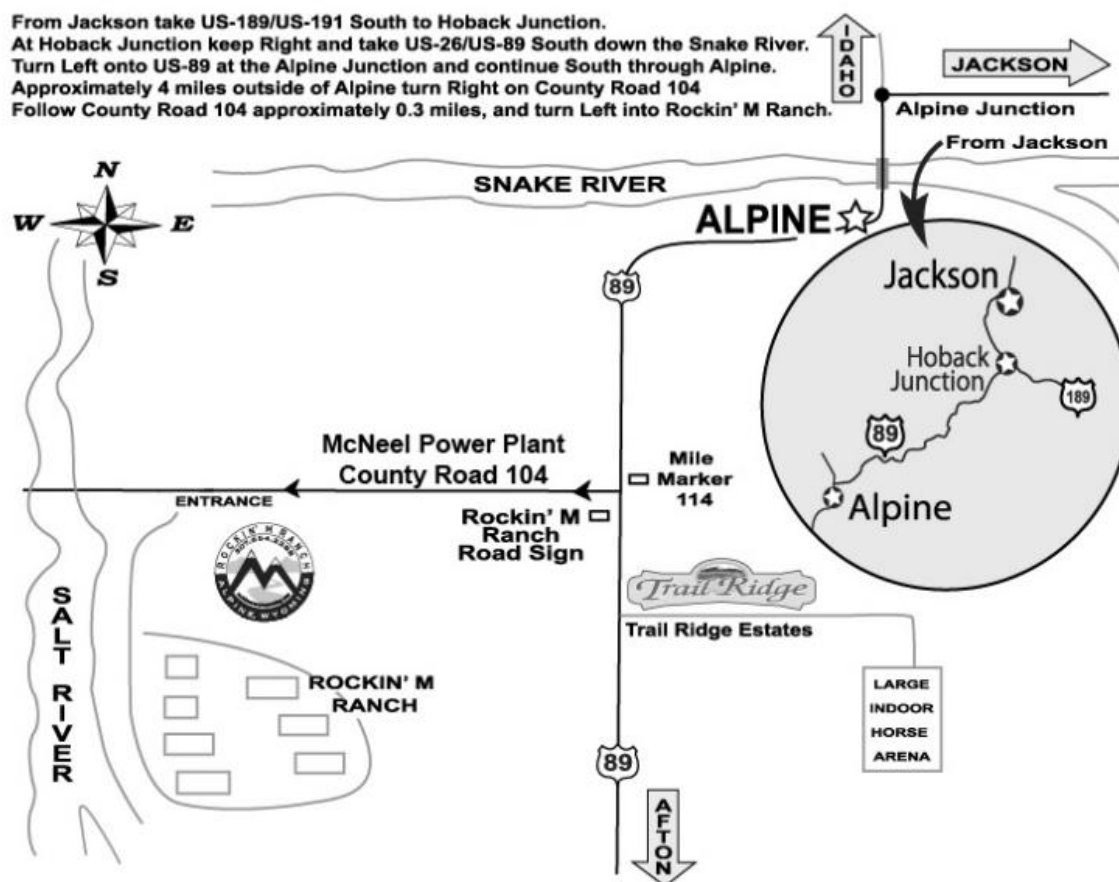 From Jackson take US-189/US-191 South to Hoback Junction.
At Hoback Junction keep Right and take US-26/US-89 South down the Snake River.
Turn Left onto US-89 at the Alpine Junction and continue South through Alpine.
Approximately 4 miles outside of Alpine turn Right on County Road 104
Follow County Road 104 approximately 0.3 miles, and turn Left into Rockin' M Ranch.
IDAHO
JACKSON
Alpine Junction
From Jackson
N
W E
S
SNAKE RIVER
ALPINE
89
Jackson
Hoback
Junction
189
89
Alpine
McNeel Power Plant
County Road 104
ENTRANCE
Mile
Marker
114
Rockin' M
Ranch
Road Sign
ROCKIN' M RANCH
ALPINE, WYOMING
Trail Ridge
Trail Ridge Estates
LARGE
INDOOR
HORSE
ARENA
SALT RIVER
ROCKIN' M
RANCH
89
AFTON